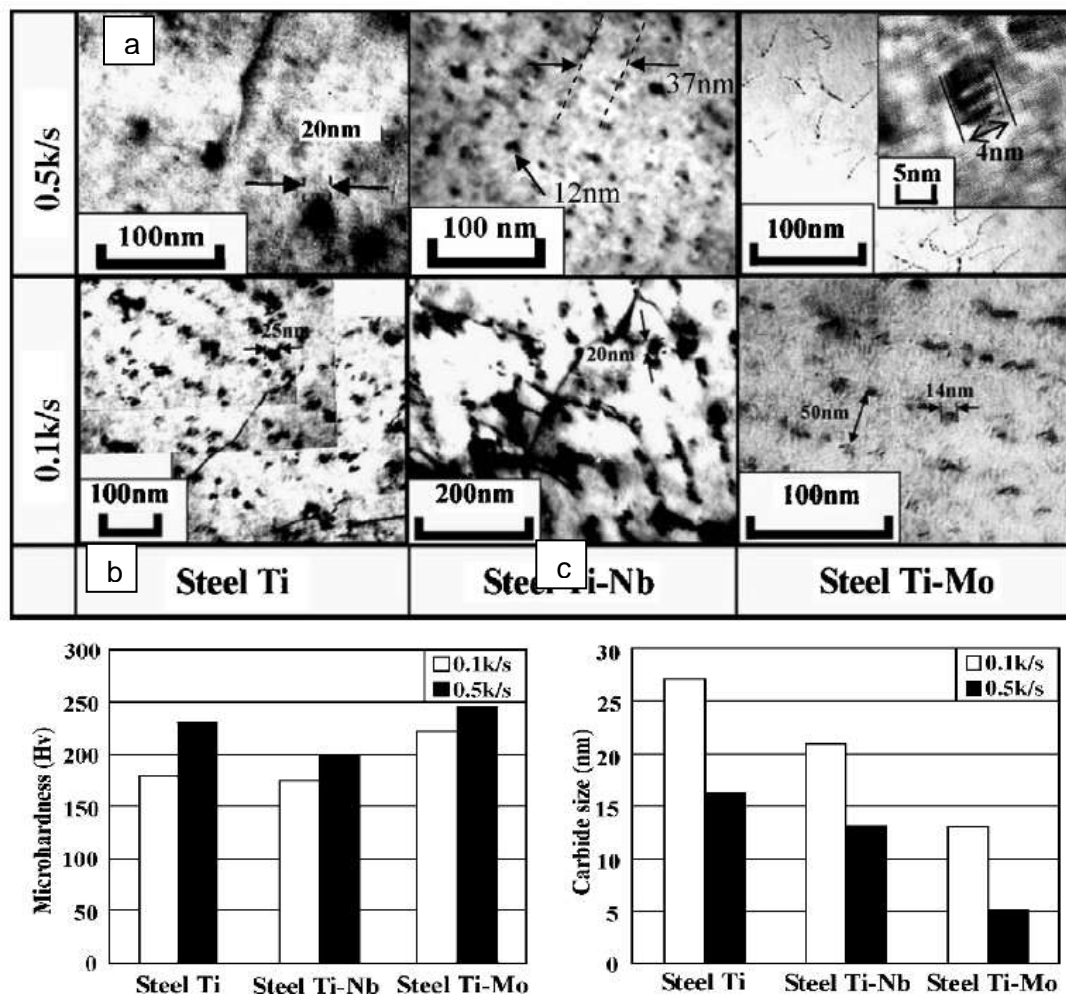 a
0.5k/s
20nm
100nm
37nm
12nm
100 nm
4nm
5nm
100nm
0.1k/s
25nm
100nm
20nm
200nm
50nm
14nm
100nm
b
Steel Ti
c
Steel Ti-Nb
Steel Ti-Mo
Microhardness (Hv)
300
250
200
150
100
50
0
0.1k/s
0.5k/s
Steel Ti
Steel Ti-Nb
Steel Ti-Mo
Carbide size (nm)
30
25
20
15
10
5
0
0.1k/s
0.5k/s
Steel Ti
Steel Ti-Nb
Steel Ti-Mo